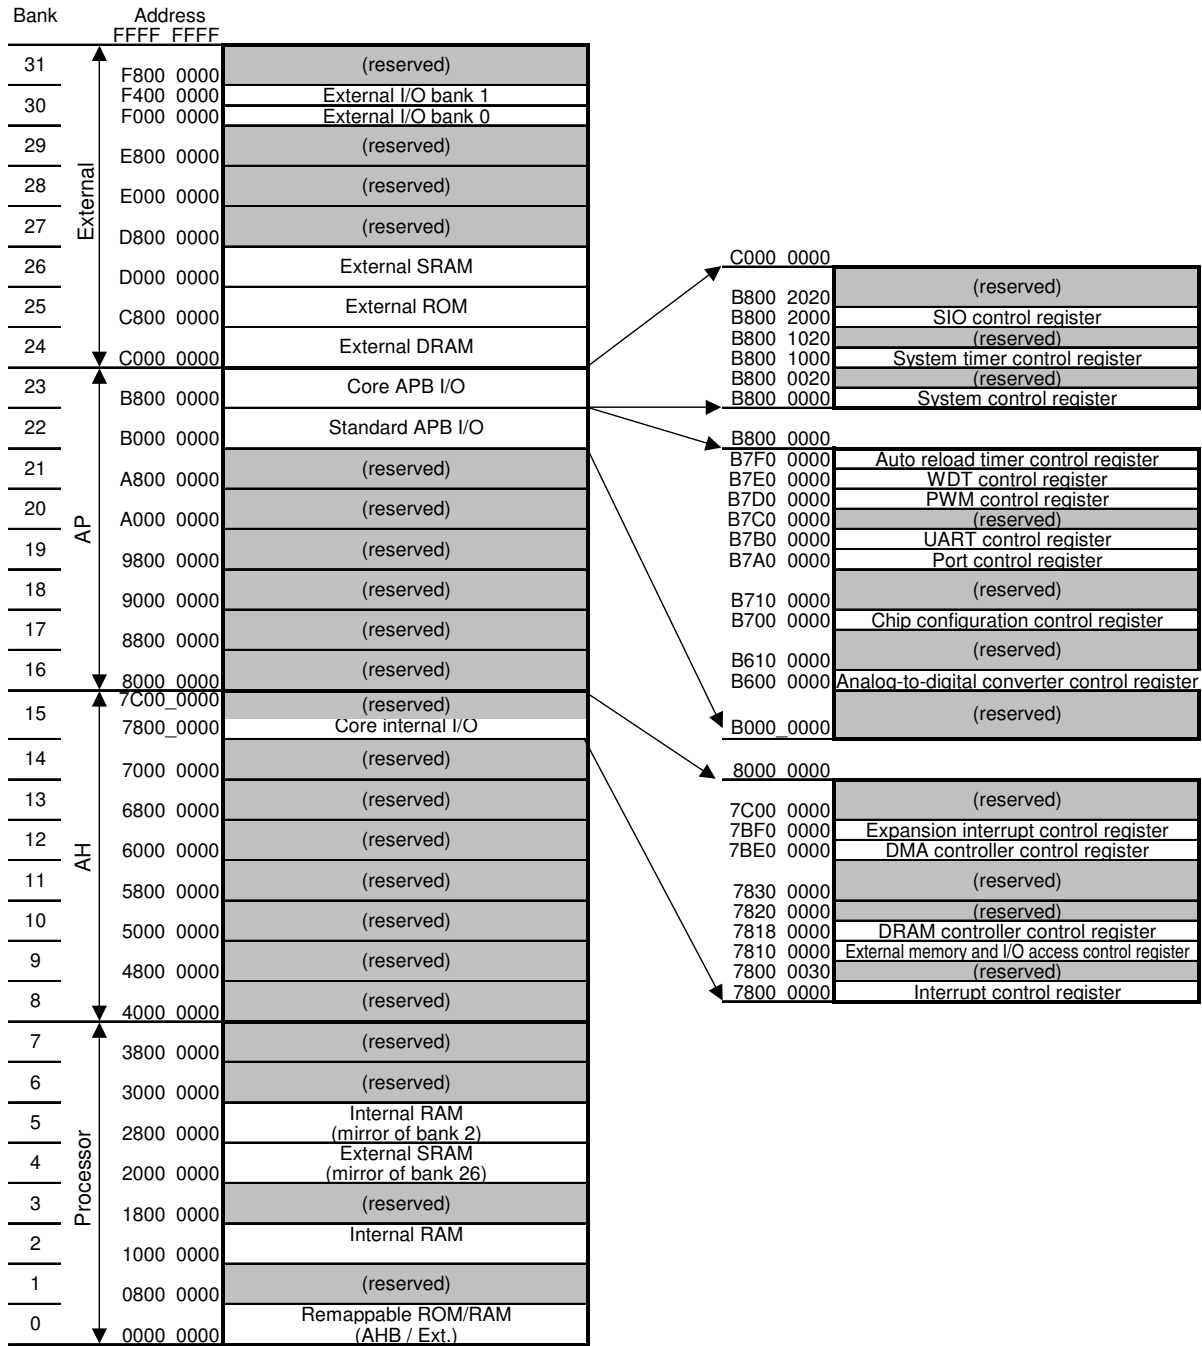 Bank Address
FFFF FFFF
31 F800 0000 (reserved)
30 F400 0000 External I/O bank 1
F000 0000 External I/O bank 0
29 E800 0000 (reserved)
28 E000 0000 (reserved)
27 D800 0000 (reserved)
26 D000 0000 External SRAM
25 C800 0000 External ROM
24 C000 0000 External DRAM
External
23 B800 0000 Core APB I/O
22 B000 0000 Standard APB I/O
21 A800 0000 (reserved)
20 A000 0000 (reserved)
19 9800 0000 (reserved)
18 9000 0000 (reserved)
17 8800 0000 (reserved)
16 8000 0000 (reserved)
AP
15 7C00_0000 (reserved)
7800_0000 Core internal I/O
14 7000 0000 (reserved)
13 6800 0000 (reserved)
12 6000 0000 (reserved)
11 5800 0000 (reserved)
10 5000 0000 (reserved)
9 4800 0000 (reserved)
8 4000 0000 (reserved)
AH
7 3800 0000 (reserved)
6 3000 0000 (reserved)
5 2800 0000 Internal RAM
(mirror of bank 2)
4 2000 0000 External SRAM
(mirror of bank 26)
3 1800 0000 (reserved)
2 1000 0000 Internal RAM
1 0800 0000 (reserved)
0 0000 0000 Remappable ROM/RAM
(AHB / Ext.)
Processor
C000 0000
B800 2020 (reserved)
B800 2000 SIO control register
B800 1020 (reserved)
B800 1000 System timer control register
B800 0020 (reserved)
B800 0000 System control register
B800 0000
B7F0 0000 Auto reload timer control register
B7E0 0000 WDT control register
B7D0 0000 PWM control register
B7C0 0000 (reserved)
B7B0 0000 UART control register
B7A0 0000 Port control register
B710 0000 (reserved)
B700 0000 Chip configuration control register
B610 0000 (reserved)
B600 0000 Analog-to-digital converter control register
B000_0000 (reserved)
8000 0000
7C00 0000 (reserved)
7BF0 0000 Expansion interrupt control register
7BE0 0000 DMA controller control register
7830 0000 (reserved)
7820 0000 (reserved)
7818 0000 DRAM controller control register
7810 0000 External memory and I/O access control register
7800 0030 (reserved)
7800 0000 Interrupt control register